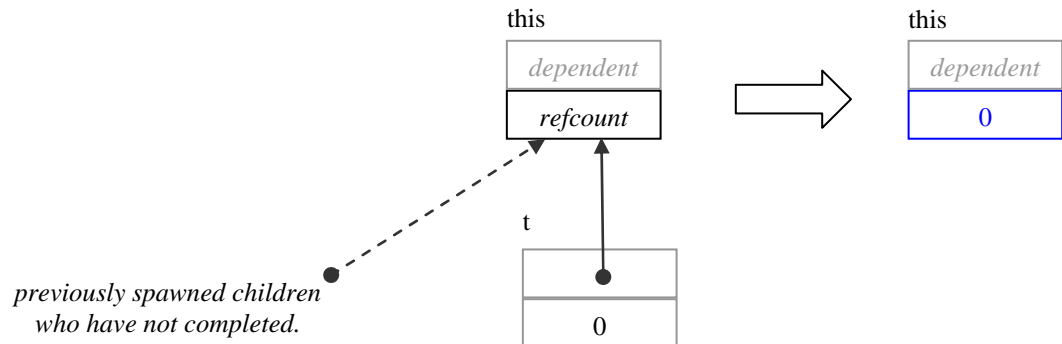 this
this
dependent
dependent
refcount
0
t
previously spawned children
who have not completed.
0